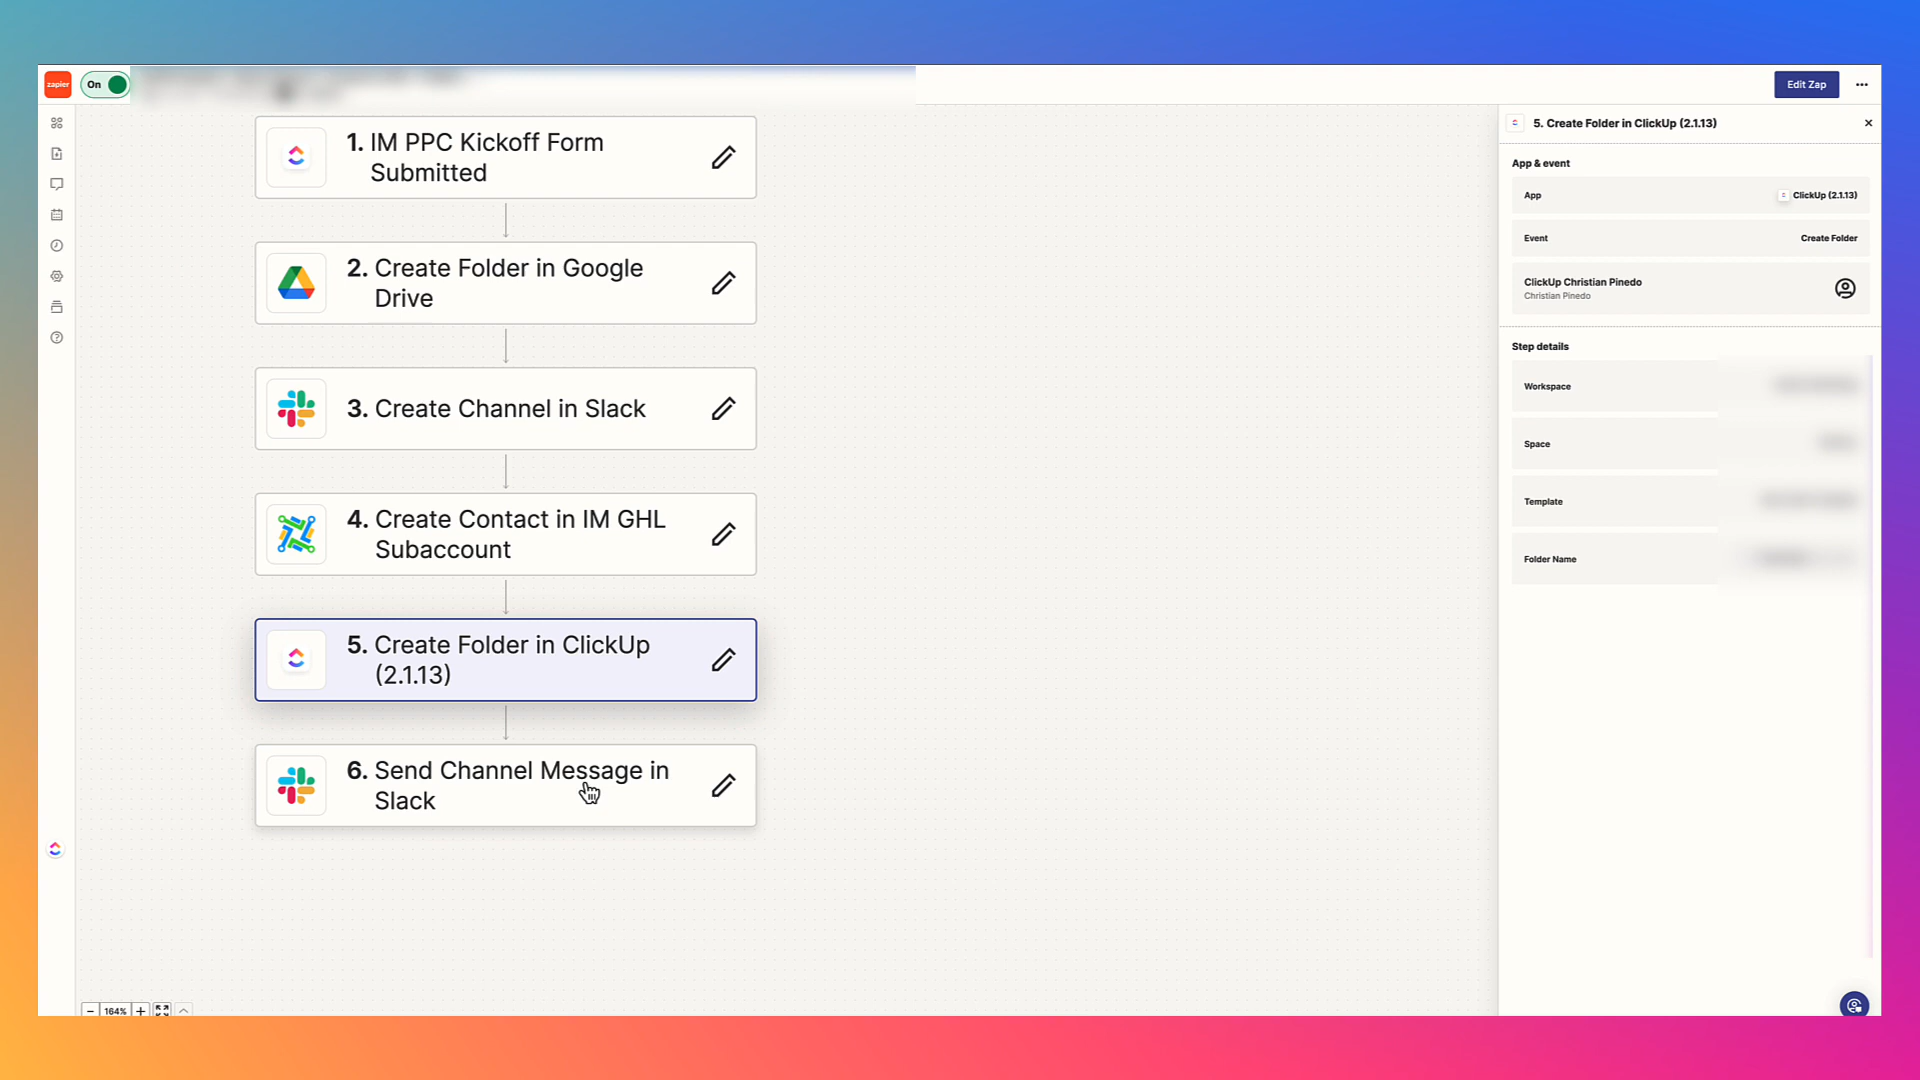 zapier
On
Edit Zap
1. IM PPC Kickoff Form
Submitted
2. Create Folder in Google
Drive
3. Create Channel in Slack
4. Create Contact in IM GHL
Subaccount
5. Create Folder in ClickUp
(2.1.13)
6. Send Channel Message in
Slack
164%
5. Create Folder in ClickUp (2.1.13)
App & event
App
ClickUp (2.1.13)
Event
Create Folder
ClickUp Christian Pinedo
Christian Pinedo
Step details
Workspace
Space
Template
Folder Name